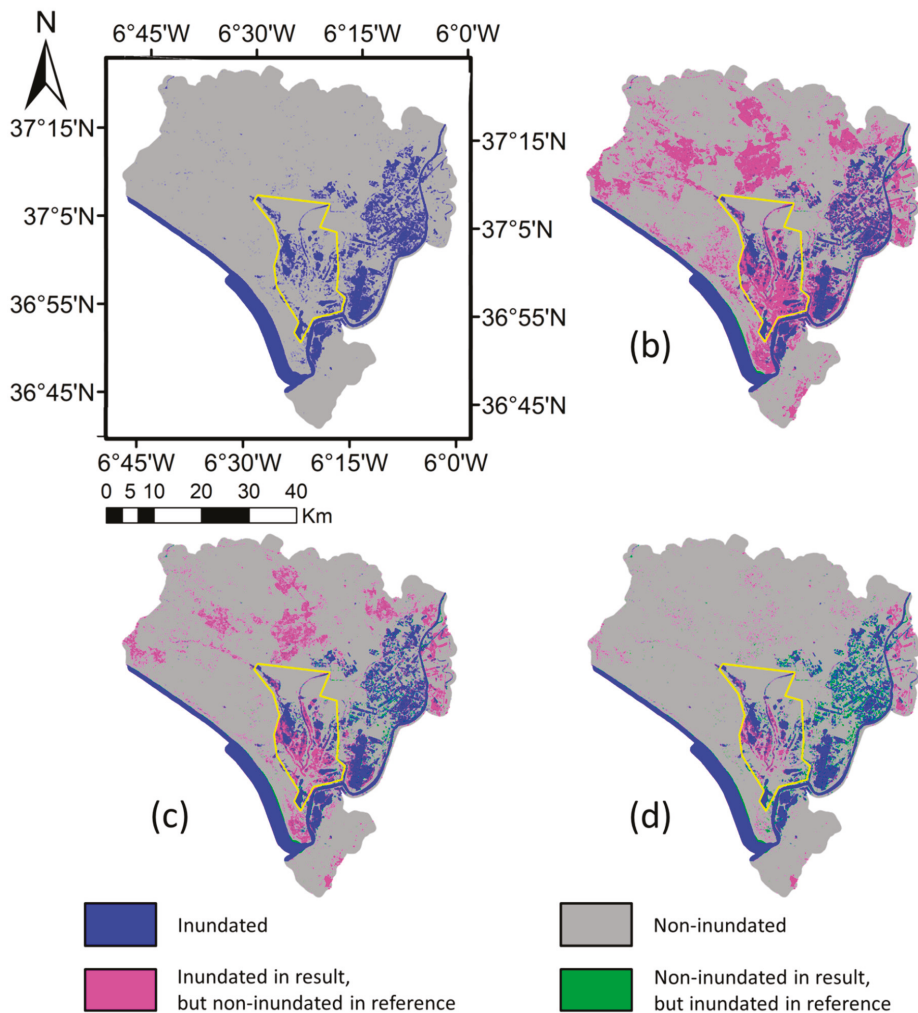 N
6°45'W 6°30'W 6°15'W 6°0'W
37°15'N
37°5'N
36°55'N
36°45'N
37°15'N
37°5'N
36°55'N
36°45'N
6°45'W 6°30'W 6°15'W 6°0'W
0 5 10 20 30 40
Km
(b)
(c)
(d)
Inundated
Non-inundated
Inundated in result,
but non-inundated in reference
Non-inundated in result,
but inundated in reference